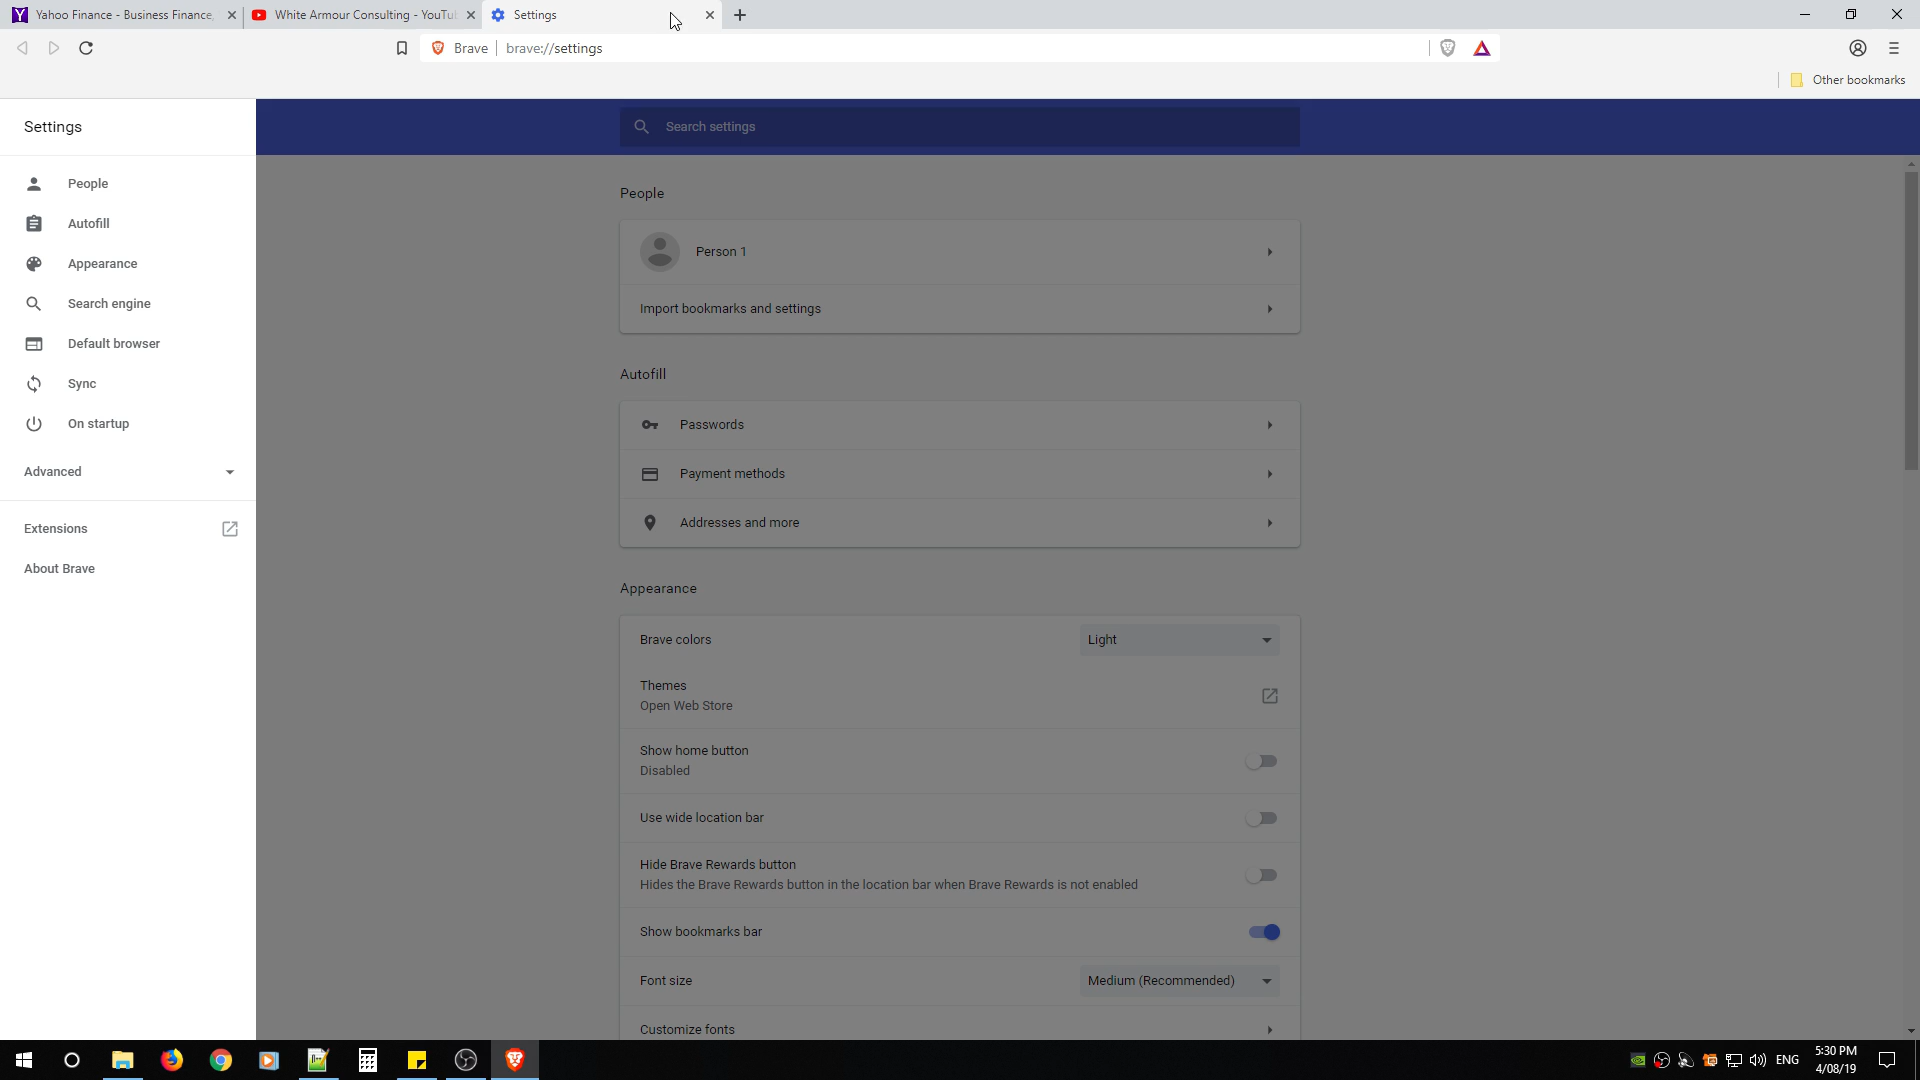 Yahoo Finance - Business Finance,
White Armour Consulting - YouTu
Settings
Brave
brave://settings
Other bookmarks
Settings
Search settings
People
Autofill
Appearance
Search engine
Default browser
Sync
On startup
Advanced
Extensions
About Brave
People
Person 1
Import bookmarks and settings
Autofill
Passwords
Payment methods
Addresses and more
Appearance
Brave colors
Light
Themes
Open Web Store
Show home button
Disabled
Use wide location bar
Hide Brave Rewards button
Hides the Brave Rewards button in the location bar when Brave Rewards is not enabled
Show bookmarks bar
Font size
Medium (Recommended)
Customize fonts
ENG
5:30 PM
4/08/19